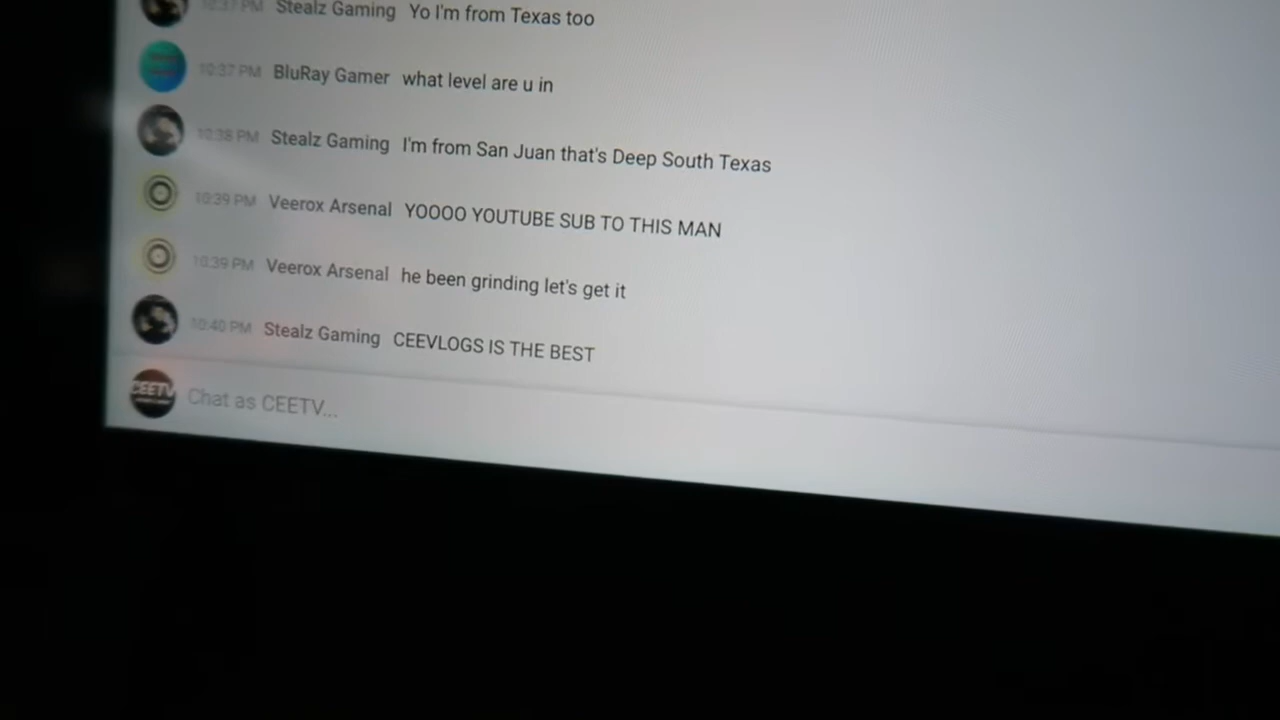 10:37 PM Stealz Gaming Yo I'm from Texas too
10:37 PM BluRay Gamer what level are u in
10:38 PM Stealz Gaming I'm from San Juan that's Deep South Texas
10:39 PM Veerox Arsenal YOOOO YOUTUBE SUB TO THIS MAN
10:39 PM Veerox Arsenal he been grinding let's get it
10:40 PM Stealz Gaming CEEVLOGS IS THE BEST
CEETV
Chat as CEETV...